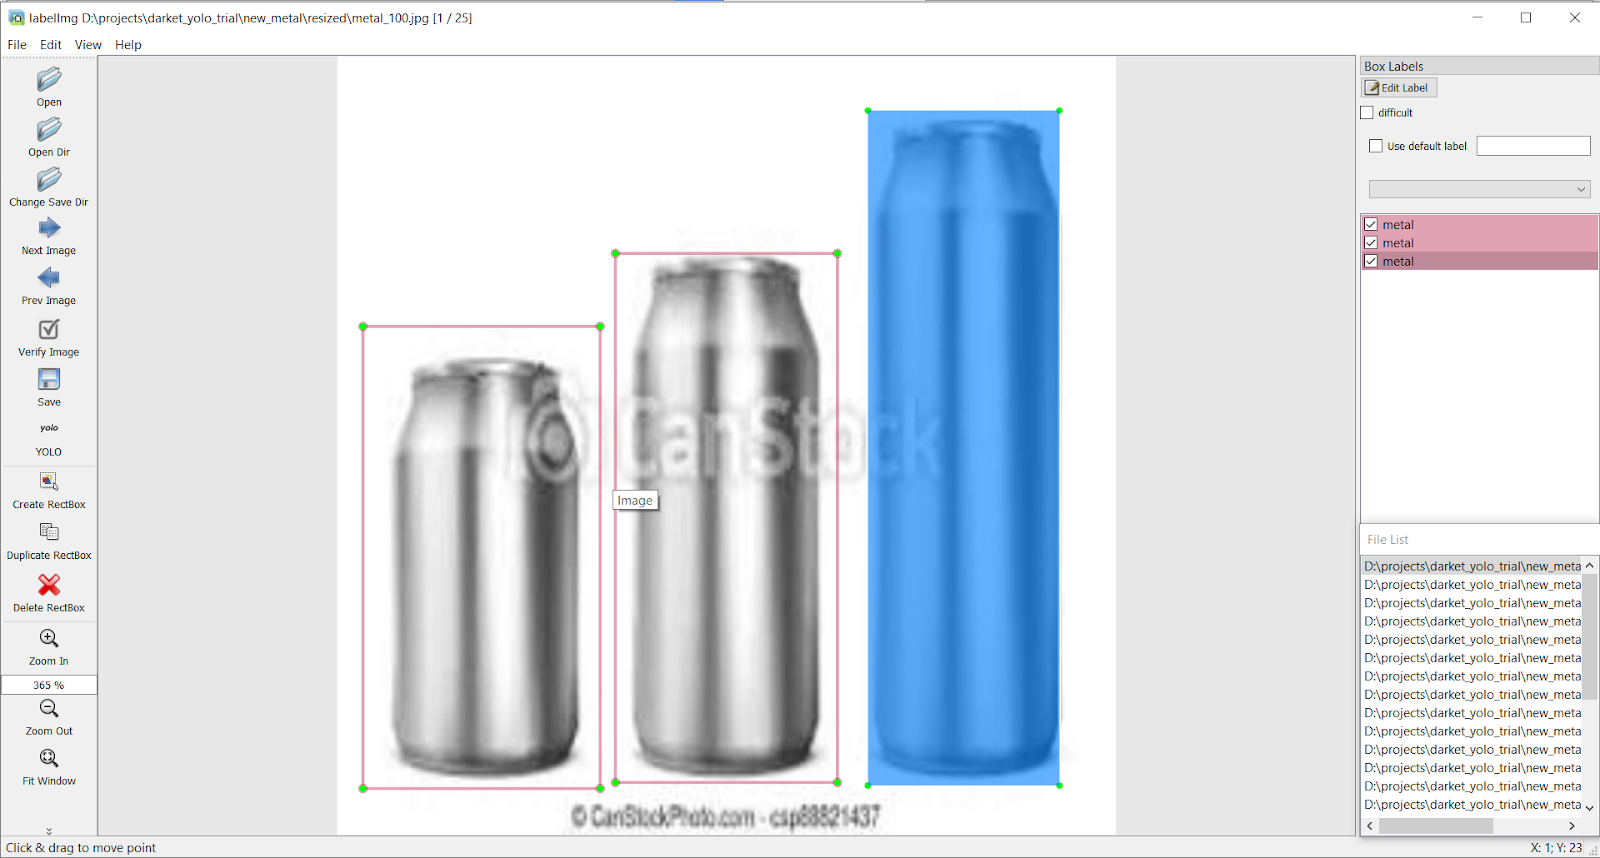 labelImg D:\projects\darket_yolo_trial\new_metal\resized\metal_100.jpg [1 / 25]
File Edit View Help
Open
Open Dir
Change Save Dir
Next Image
Prev Image
Verify Image
Save
yolo
YOLO
Create RectBox
Duplicate RectBox
Delete RectBox
Zoom In
365 %
Zoom Out
Fit Window
CanStock
Image
© CanStockPhoto.com - csp88821437
Box Labels
Edit Label
difficult
Use default label
metal
metal
metal
File List
D:\projects\darket_yolo_trial\new_meta
D:\projects\darket_yolo_trial\new_meta
D:\projects\darket_yolo_trial\new_meta
D:\projects\darket_yolo_trial\new_meta
D:\projects\darket_yolo_trial\new_meta
D:\projects\darket_yolo_trial\new_meta
D:\projects\darket_yolo_trial\new_meta
D:\projects\darket_yolo_trial\new_meta
D:\projects\darket_yolo_trial\new_meta
D:\projects\darket_yolo_trial\new_meta
D:\projects\darket_yolo_trial\new_meta
D:\projects\darket_yolo_trial\new_meta
D:\projects\darket_yolo_trial\new_meta
D:\projects\darket_yolo_trial\new_meta
Click & drag to move point
X: 1; Y: 23